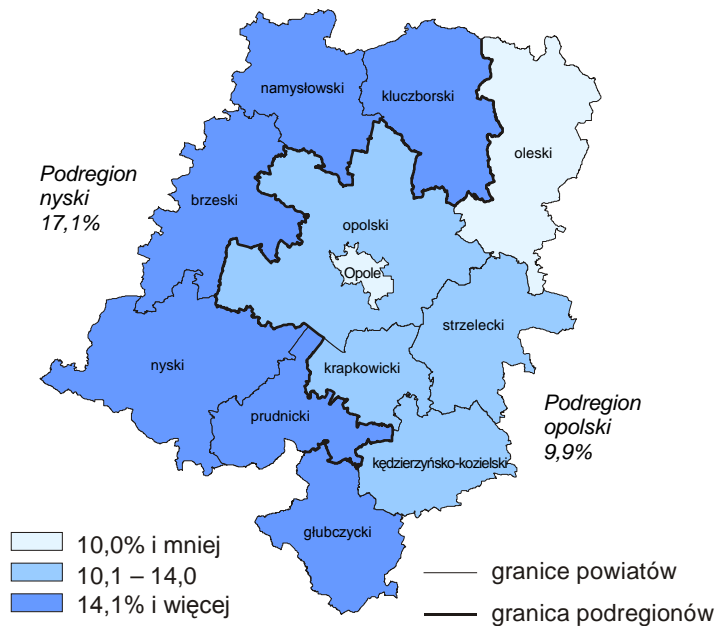 namysłowski
kluczborski
oleski
Podregion
nyski
17,1%
brzeski
opolski
Opole
strzelecki
nyski
krapkowicki
prudnicki
Podregion
opolski
9,9%
kędzierzyńsko-kozielski
głubczycki
10,0% i mniej
10,1 – 14,0
14,1% i więcej
granice powiatów
granica podregionów